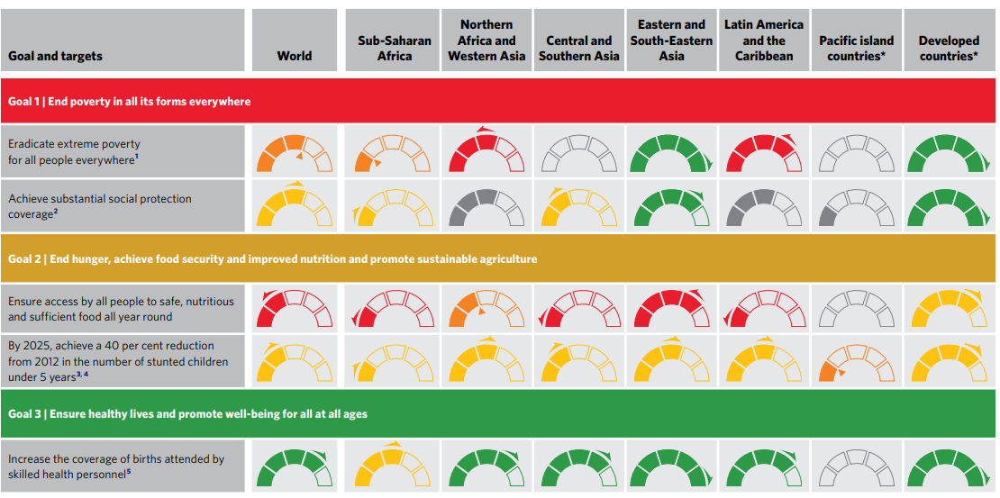 Goal and targets
World
Sub-Saharan
Africa
Northern
Africa and
Western Asia
Central and
Southern Asia
Eastern and
South-Eastern
Asia
Latin America
and the
Caribbean
Pacific island
countries*
Developed
countries*
Goal 1 | End poverty in all its forms everywhere
Eradicate extreme poverty
for all people everywhere¹
Achieve substantial social protection
coverage²
Goal 2 | End hunger, achieve food security and improved nutrition and promote sustainable agriculture
Ensure access by all people to safe, nutritious
and sufficient food all year round
By 2025, achieve a 40 per cent reduction
from 2012 in the number of stunted children
under 5 years³˒ ⁴
Goal 3 | Ensure healthy lives and promote well-being for all at all ages
Increase the coverage of births attended by
skilled health personnel⁵